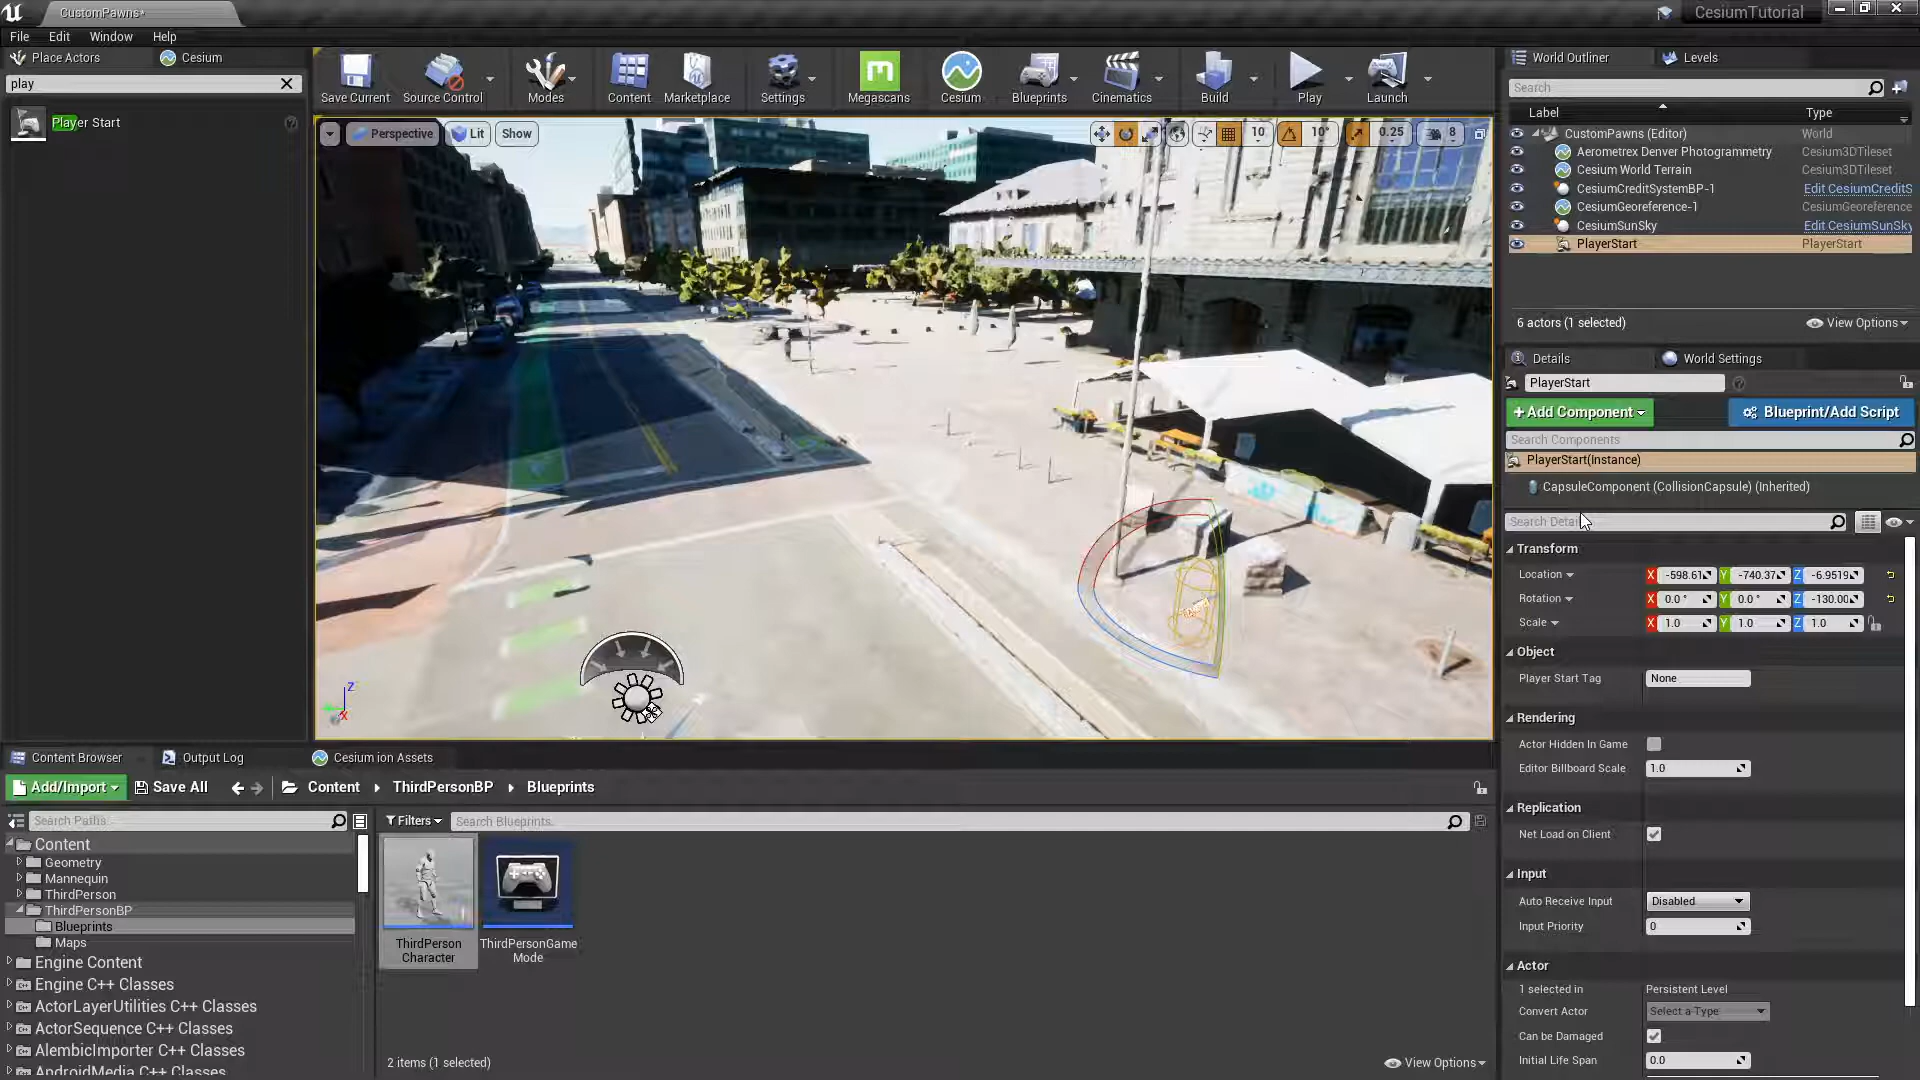 CustomPawns*
CesiumTutorial
File
Edit
Window
Help
Place Actors
Cesium
play
Player Start
Save Current
Source Control
Modes
Content
Marketplace
Settings
Megascans
Cesium
Blueprints
Cinematics
Build
Play
Launch
Perspective
Lit
Show
10
10°
0.25
8
World Outliner
Levels
Search
Label
Type
CustomPawns (Editor)
World
Aerometrex Denver Photogrammetry
Cesium3DTileset
Cesium World Terrain
Cesium3DTileset
CesiumCreditSystemBP-1
Edit CesiumCreditS
CesiumGeoreference-1
CesiumGeoreference
CesiumSunSky
Edit CesiumSunSky
PlayerStart
PlayerStart
6 actors (1 selected)
View Options
Details
World Settings
PlayerStart
+Add Component
Blueprint/Add Script
Search Components
PlayerStart(Instance)
CapsuleComponent (CollisionCapsule) (Inherited)
Search Detai
Transform
Location
X -598.61 Y -740.37 Z -6.9519
Rotation
X 0.0 ° Y 0.0 ° Z -130.00
Scale
X 1.0 Y 1.0 Z 1.0
Object
Player Start Tag
None
Rendering
Actor Hidden In Game
Editor Billboard Scale
1.0
Replication
Net Load on Client
Input
Auto Receive Input
Disabled
Input Priority
0
Actor
1 selected in
Persistent Level
Convert Actor
Select a Type
Can be Damaged
Initial Life Span
0.0
Z
X
Content Browser
Output Log
Cesium ion Assets
Add/Import
Save All
Content
ThirdPersonBP
Blueprints
Search Paths
Filters
Search Blueprints
Content
Geometry
Mannequin
ThirdPerson
ThirdPersonBP
Blueprints
Maps
Engine Content
Engine C++ Classes
ActorLayerUtilities C++ Classes
ActorSequence C++ Classes
AlembicImporter C++ Classes
AndroidMedia C++ Classes
ThirdPerson
Character
ThirdPersonGame
Mode
2 items (1 selected)
View Options